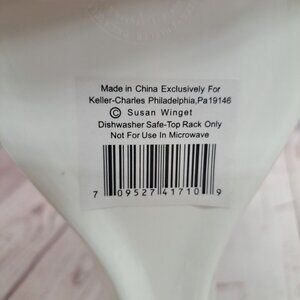 Made in China Exclusively For
Keller-Charles Philadelphia,Pa19146
© Susan Winget
Dishwasher Safe-Top Rack Only
Not For Use In Microwave
7 09527 41710 9